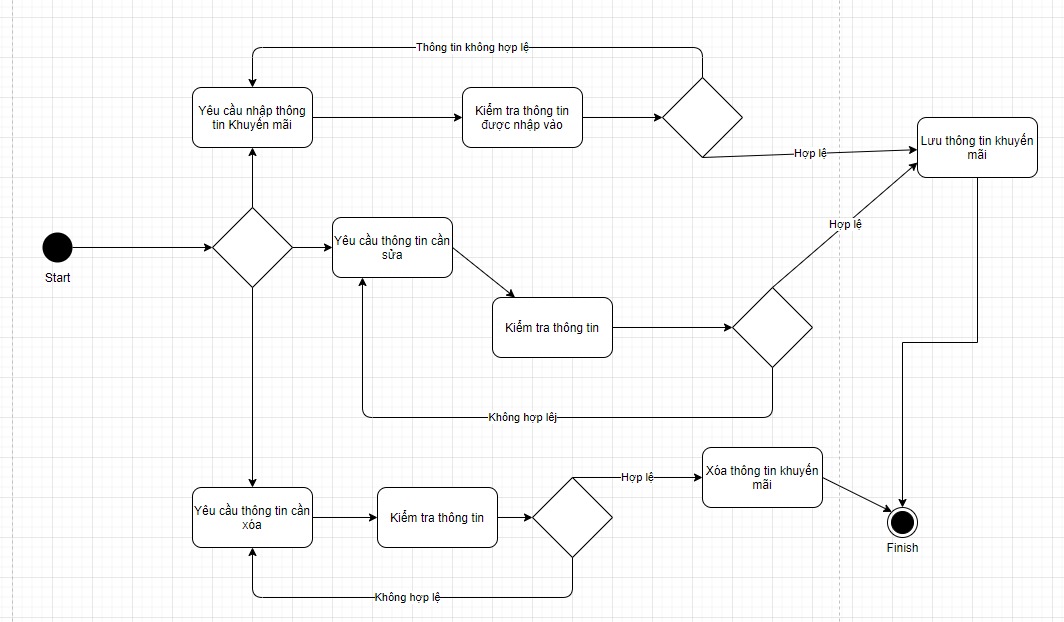 Thông tin không hợp lệ
Yêu cầu nhập thông
tin Khuyến mãi
Kiểm tra thông tin
được nhập vào
Hợp lệ
Lưu thông tin khuyến
mãi
Start
Yêu cầu thông tin cần
sửa
Hợp lệ
Kiểm tra thông tin
Không hợp lêj
Yêu cầu thông tin cần
xóa
Kiểm tra thông tin
Hợp lệ
Xóa thông tin khuyến
mãi
Finish
Không hợp lệ